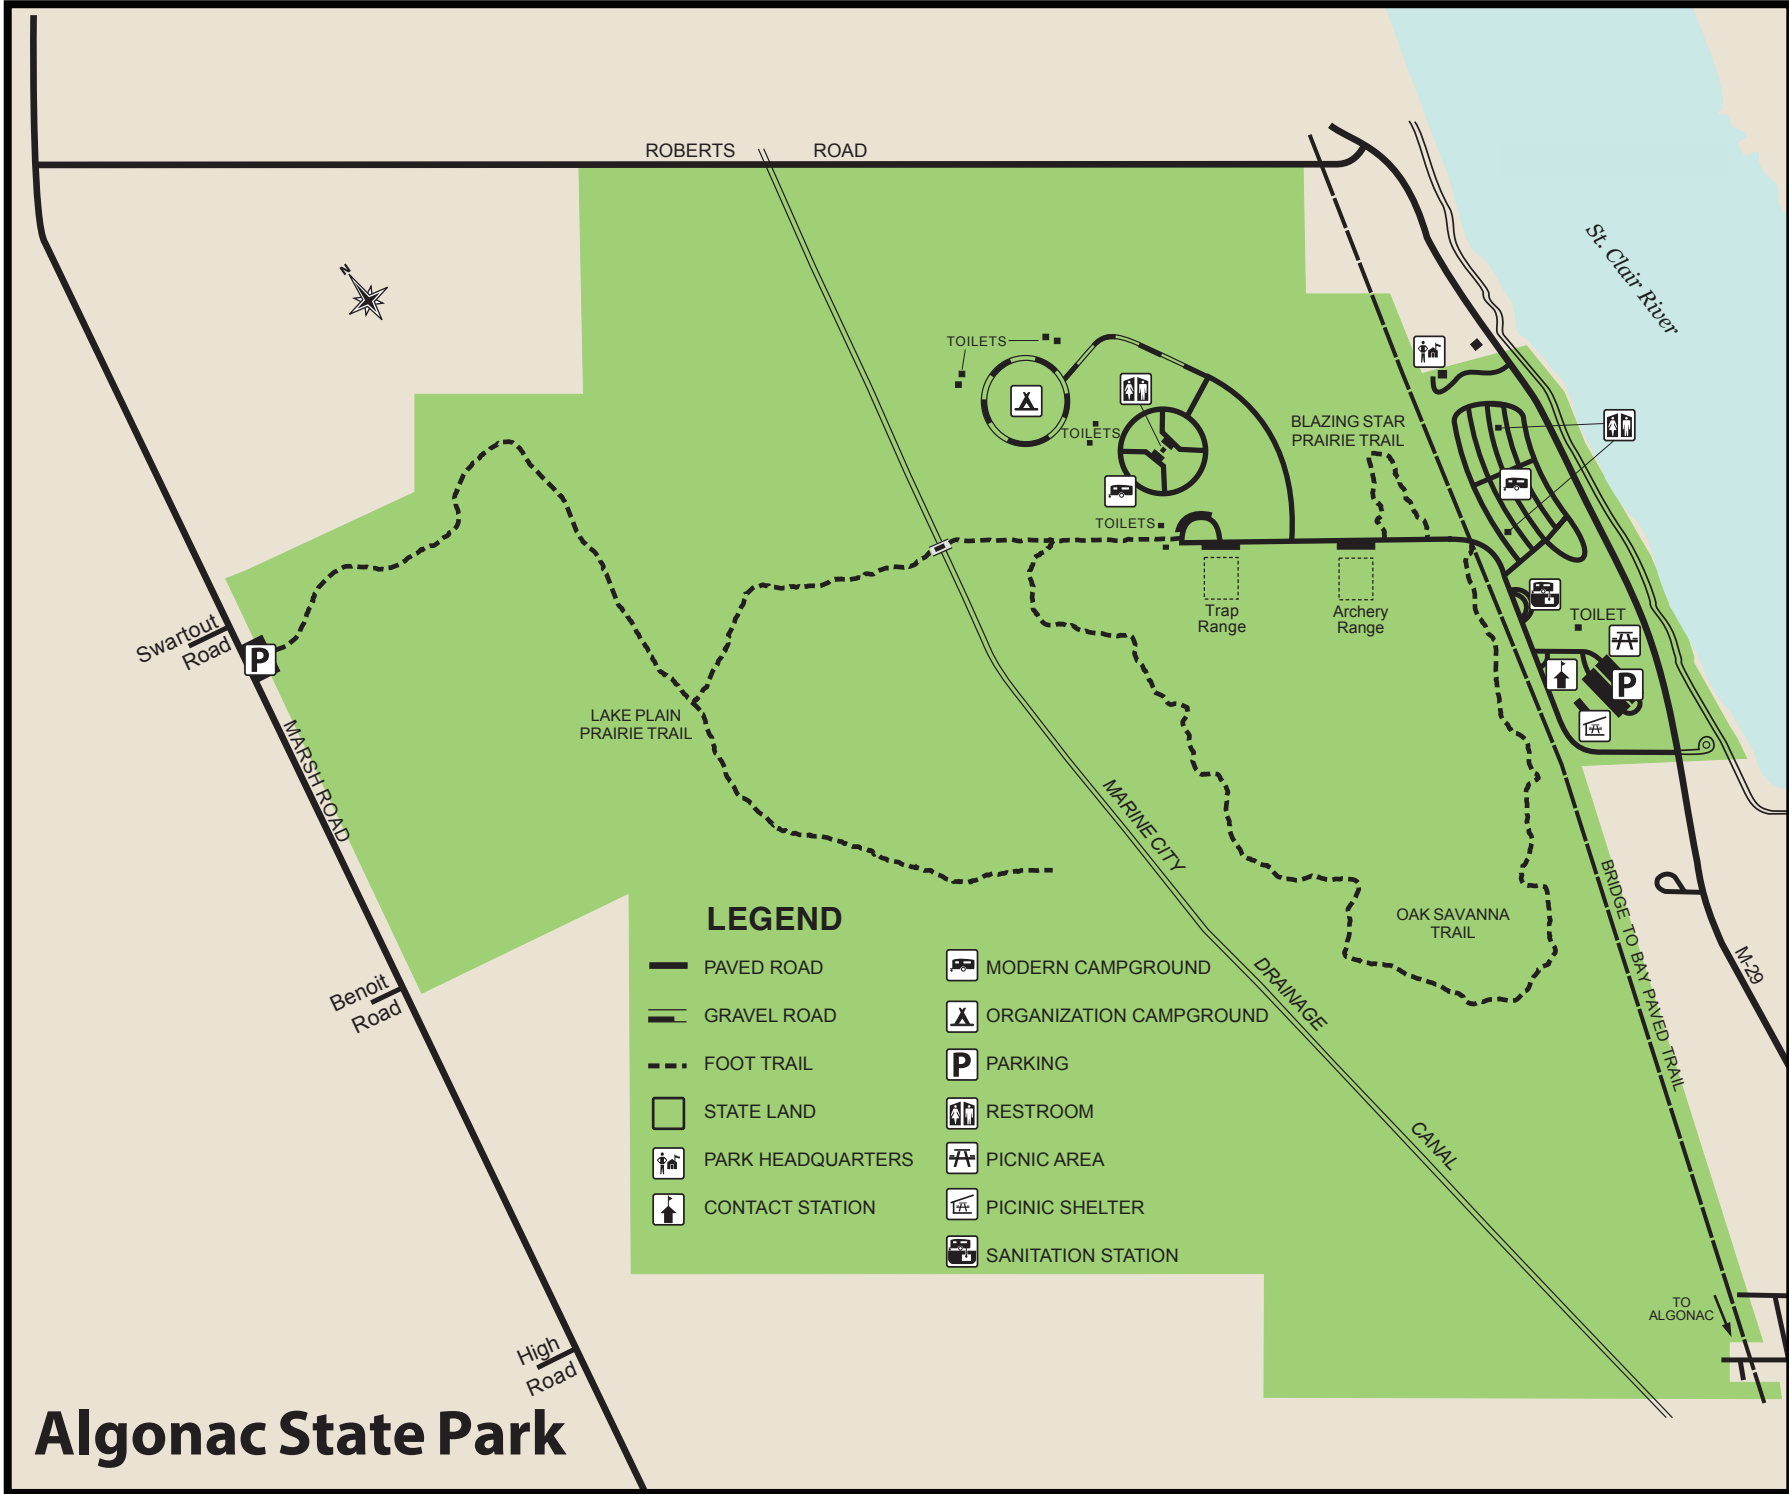 ROBERTS ROAD
N
St. Clair River
TOILETS
TOILETS
BLAZING STAR
PRAIRIE TRAIL
TOILETS
Trap
Range
Archery
Range
TOILET
Swartout
Road
P
P
LAKE PLAIN
PRAIRIE TRAIL
MARSH ROAD
MARINE CITY
DRAINAGE
CANAL
OAK SAVANNA
TRAIL
BRIDGE TO BAY PAVED TRAIL
M-29
Benoit
Road
High
Road
LEGEND
PAVED ROAD
GRAVEL ROAD
FOOT TRAIL
STATE LAND
PARK HEADQUARTERS
CONTACT STATION
MODERN CAMPGROUND
ORGANIZATION CAMPGROUND
P PARKING
RESTROOM
PICNIC AREA
PICINIC SHELTER
SANITATION STATION
TO
ALGONAC
Algonac State Park